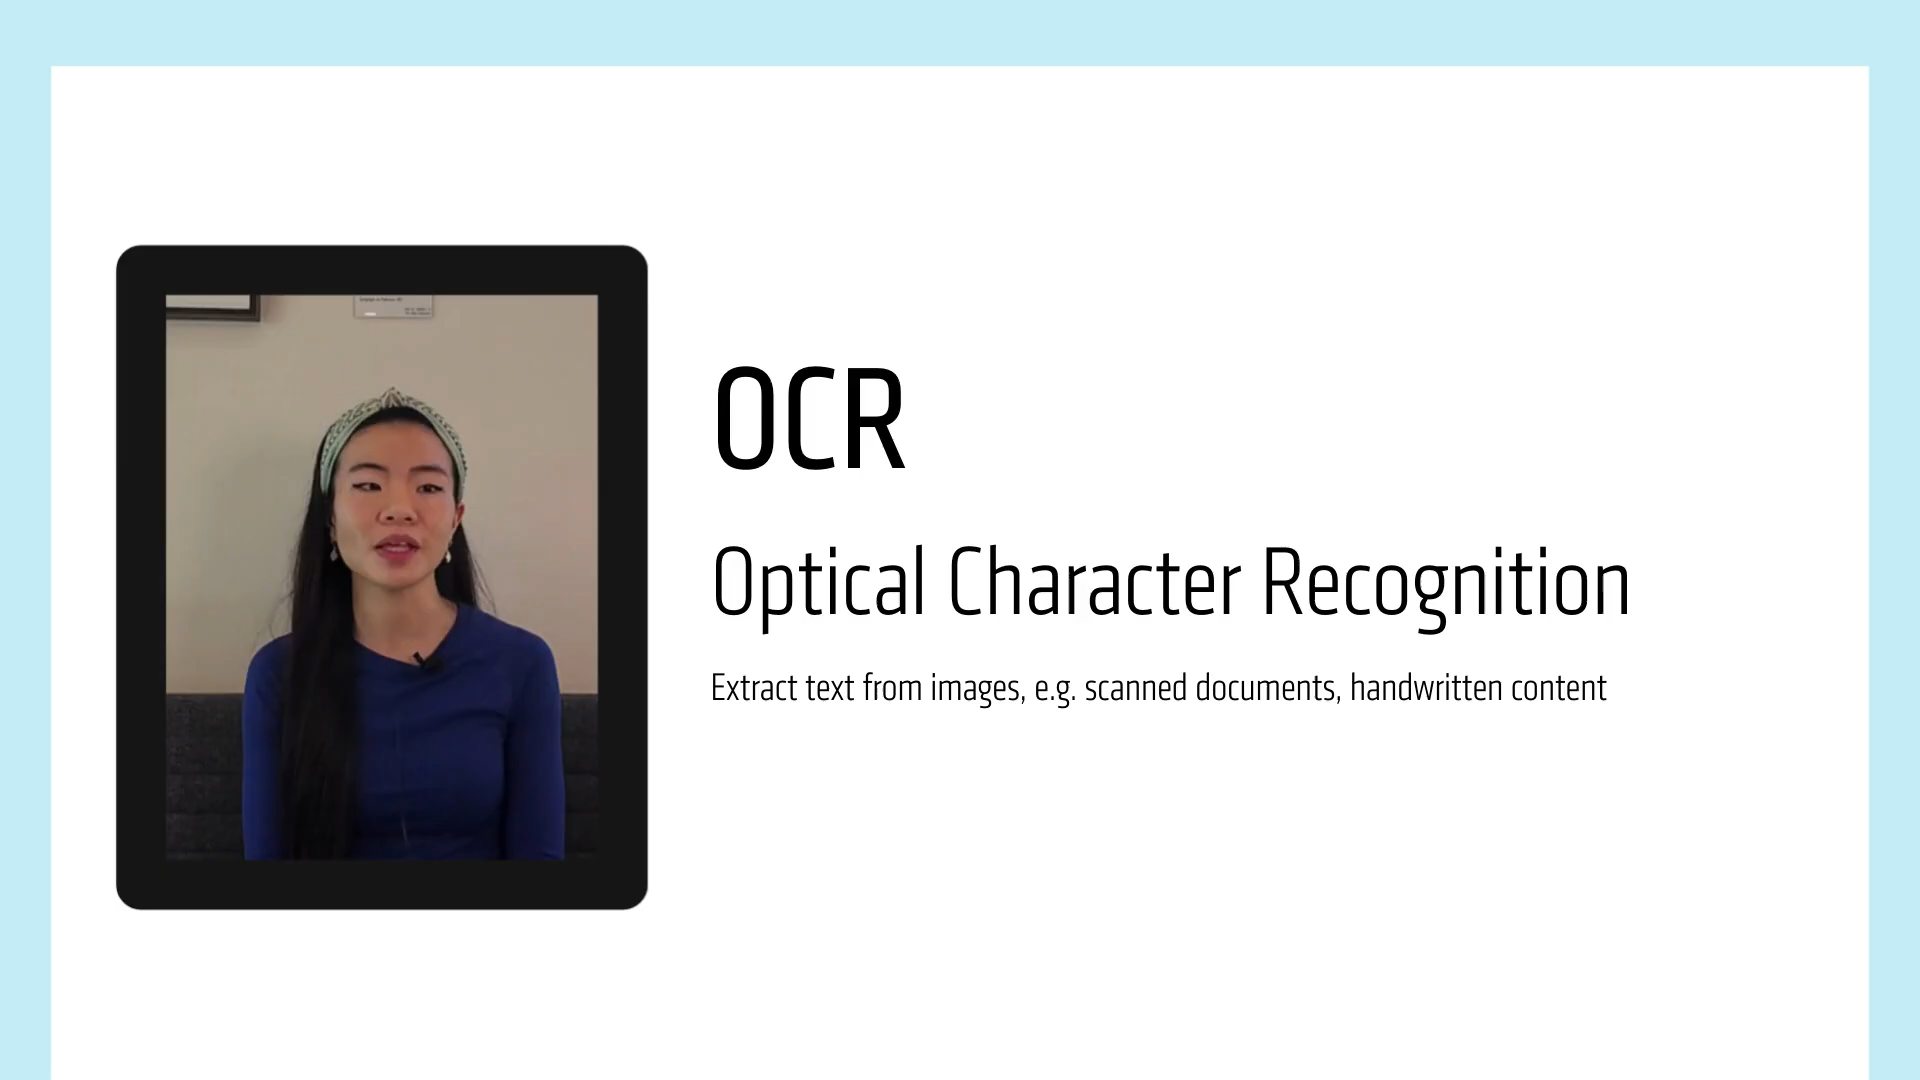 OCR
Optical Character Recognition
Extract text from images, e.g. scanned documents, handwritten content